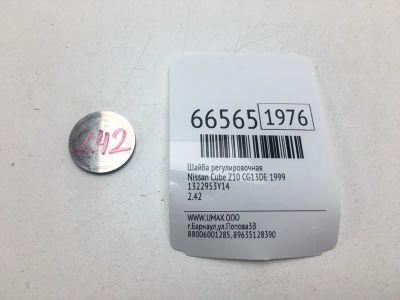 2.42
66565 1976
Шайба регулировочная
Nissan Cube Z10 CG13DE 1999
1322953Y14
2.42
WWW.UMAX.OOO
г.Барнаул,ул.Попова3В
88006001285, 89635128390